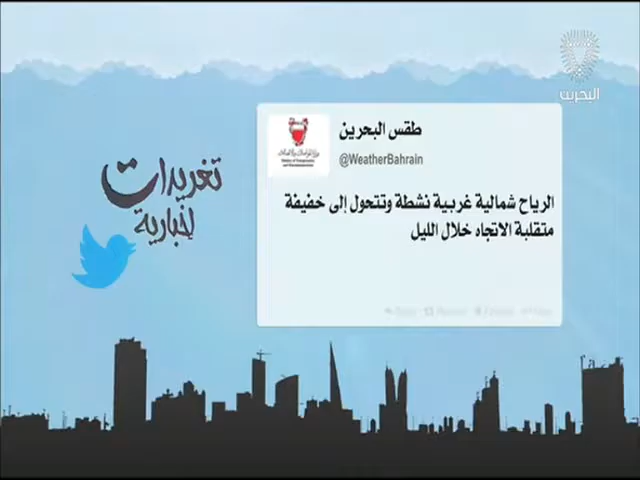 البحرين
طقس البحرين
@WeatherBahrain
تغريدات
إخبارية
الرياح شمالية غربية نشطة وتتحول إلى خفيفة
متقلبة الاتجاه خلال الليل